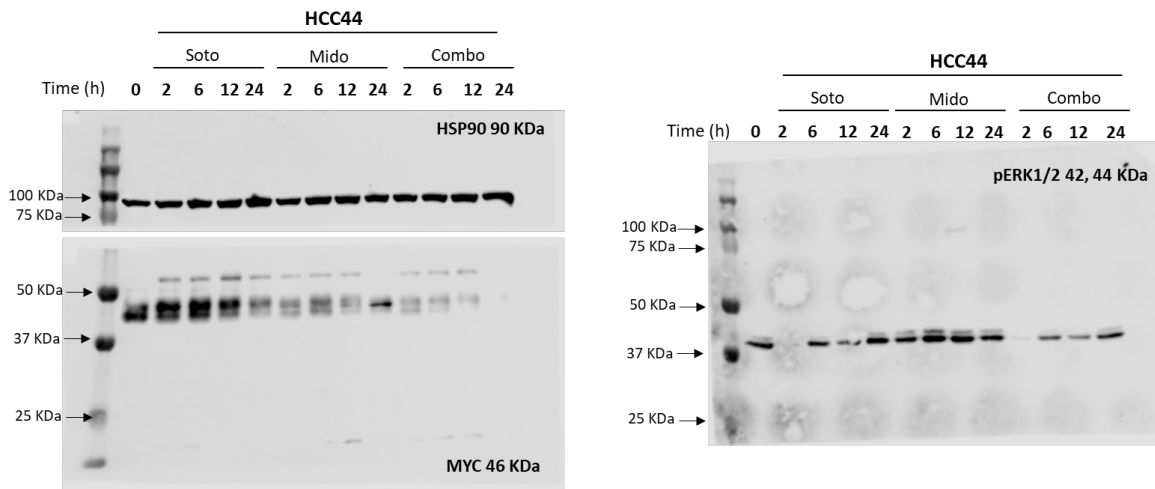 HCC44
Soto Mido Combo
Time (h) 0 2 6 12 24 2 6 12 24 2 6 12 24
HSP90 90 KDa
100 KDa
75 KDa
50 KDa
37 KDa
25 KDa
MYC 46 KDa
HCC44
Soto Mido Combo
Time (h) 0 2 6 12 24 2 6 12 24 2 6 12 24
pERK1/2 42, 44 KDa
100 KDa
75 KDa
50 KDa
37 KDa
25 KDa